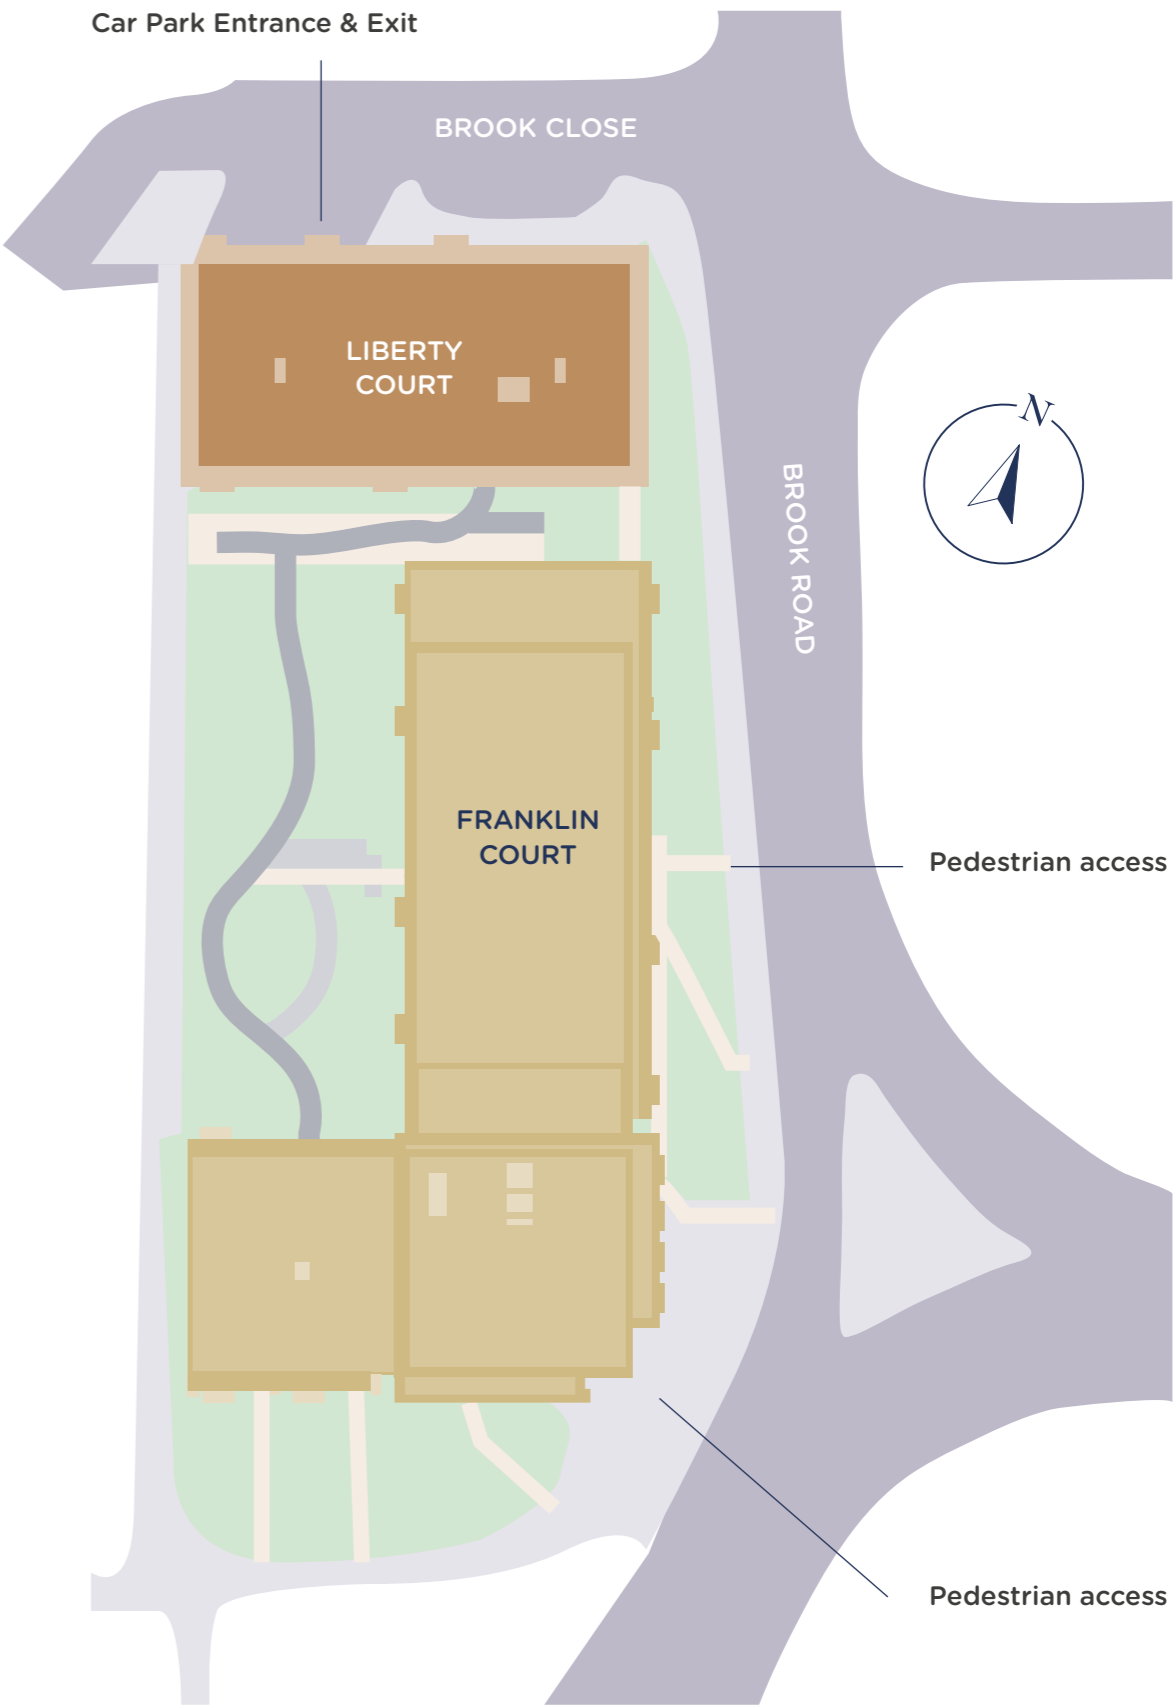 Car Park Entrance & Exit
BROOK CLOSE
LIBERTY
COURT
N
BROOK ROAD
FRANKLIN
COURT
Pedestrian access
Pedestrian access